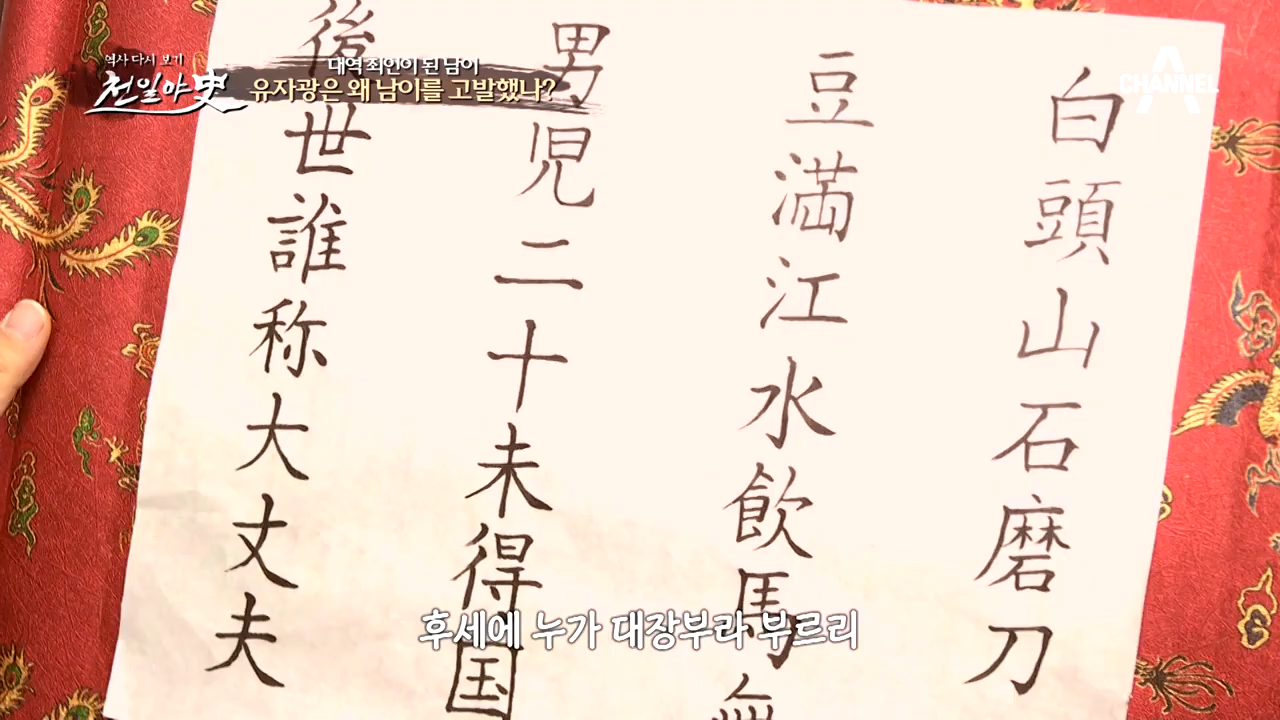 역사 다시 보기
천일야史
대역 죄인이 된 남이
유자광은 왜 남이를 고발했나?
CHANNEL A
白頭山石磨刀
豆満江水飲馬無
男児二十未得国
後世誰称大丈夫
후세에 누가 대장부라 부르리